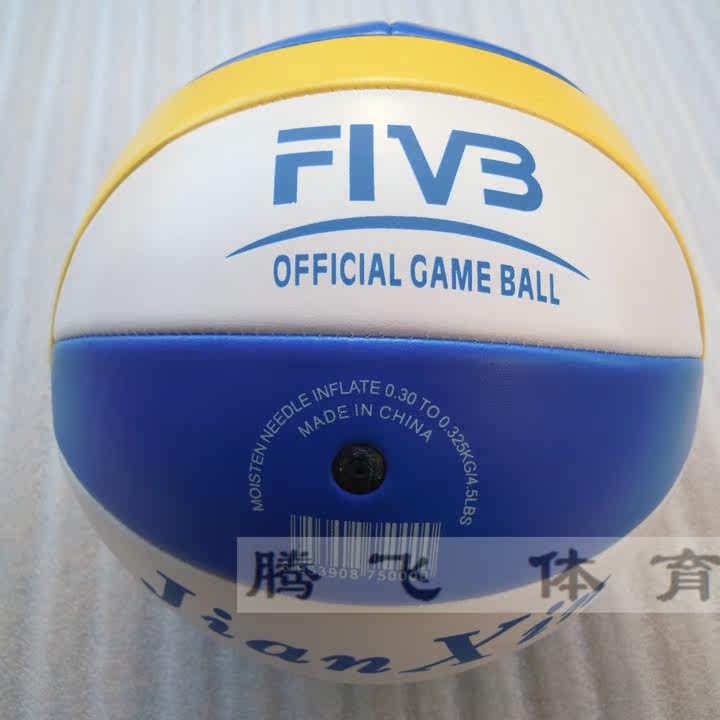 FIVB
OFFICIAL GAME BALL
MOISTEN NEEDLE INFLATE 0.30 TO 0.325KG/4.5LBS
MADE IN CHINA
腾飞体育
JianXin